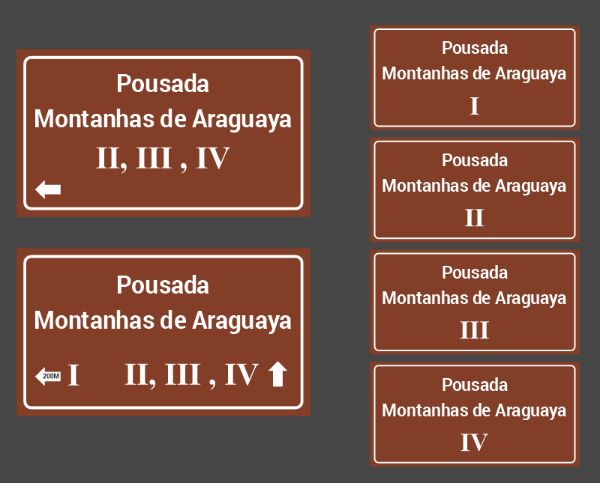 Pousada
Montanhas de Araguaya
II, III , IV
Pousada
Montanhas de Araguaya
200M I II, III , IV
Pousada
Montanhas de Araguaya
I
Pousada
Montanhas de Araguaya
II
Pousada
Montanhas de Araguaya
III
Pousada
Montanhas de Araguaya
IV